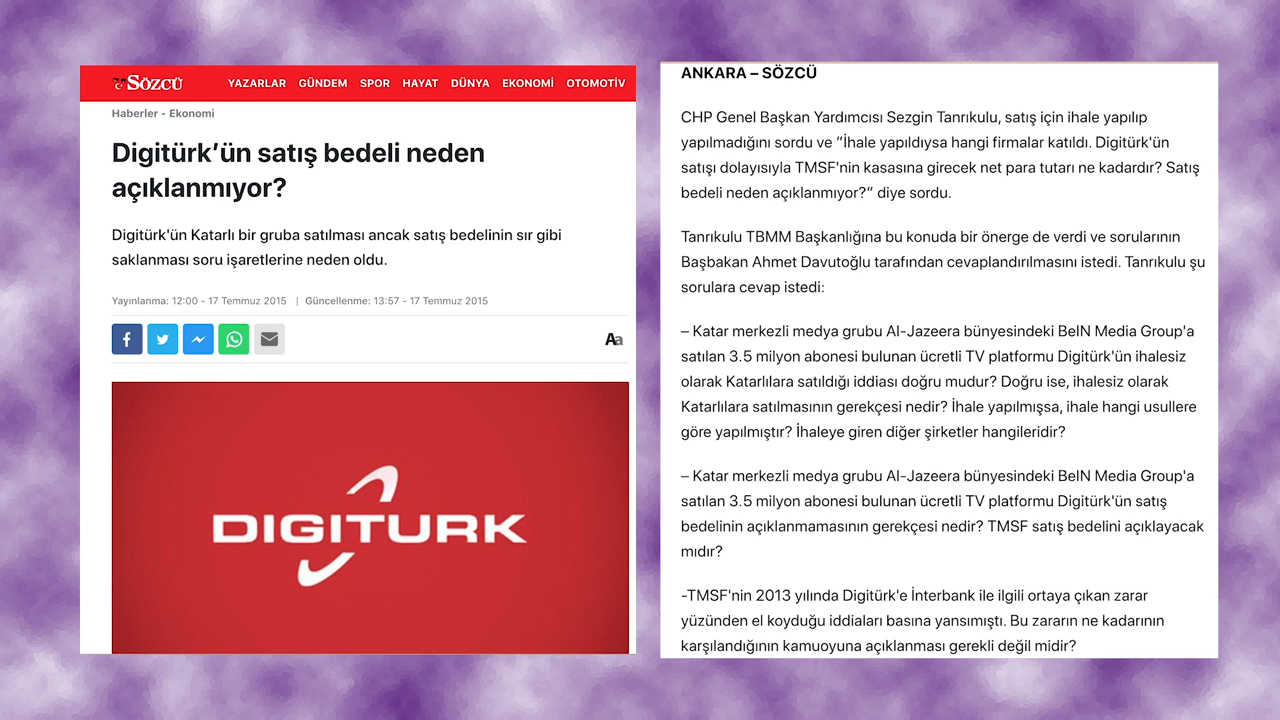 SÖZCÜ YAZARLAR GÜNDEM SPOR HAYAT DÜNYA EKONOMİ OTOMOTİV
Haberler - Ekonomi
Digitürk’ün satış bedeli neden
açıklanmıyor?
Digitürk'ün Katarlı bir gruba satılması ancak satış bedelinin sır gibi
saklanması soru işaretlerine neden oldu.
Yayınlanma: 12:00 - 17 Temmuz 2015 | Güncellenme: 13:57 - 17 Temmuz 2015
Aa
DIGITURK
ANKARA – SÖZCÜ
CHP Genel Başkan Yardımcısı Sezgin Tanrıkulu, satış için ihale yapılıp
yapılmadığını sordu ve ”İhale yapıldıysa hangi firmalar katıldı. Digitürk'ün
satışı dolayısıyla TMSF'nin kasasına girecek net para tutarı ne kadardır? Satış
bedeli neden açıklanmıyor?” diye sordu.
Tanrıkulu TBMM Başkanlığına bu konuda bir önerge de verdi ve sorularının
Başbakan Ahmet Davutoğlu tarafından cevaplandırılmasını istedi. Tanrıkulu şu
sorulara cevap istedi:
– Katar merkezli medya grubu Al-Jazeera bünyesindeki BeIN Media Group'a
satılan 3.5 milyon abonesi bulunan ücretli TV platformu Digitürk'ün ihalesiz
olarak Katarlılara satıldığı iddiası doğru mudur? Doğru ise, ihalesiz olarak
Katarlılara satılmasının gerekçesi nedir? İhale yapılmışsa, ihale hangi usullere
göre yapılmıştır? İhaleye giren diğer şirketler hangileridir?
– Katar merkezli medya grubu Al-Jazeera bünyesindeki BeIN Media Group'a
satılan 3.5 milyon abonesi bulunan ücretli TV platformu Digitürk'ün satış
bedelinin açıklanmamasının gerekçesi nedir? TMSF satış bedelini açıklayacak
mıdır?
-TMSF'nin 2013 yılında Digitürk'e İnterbank ile ilgili ortaya çıkan zarar
yüzünden el koyduğu iddiaları basına yansımıştı. Bu zararın ne kadarının
karşılandığının kamuoyuna açıklanması gerekli değil midir?